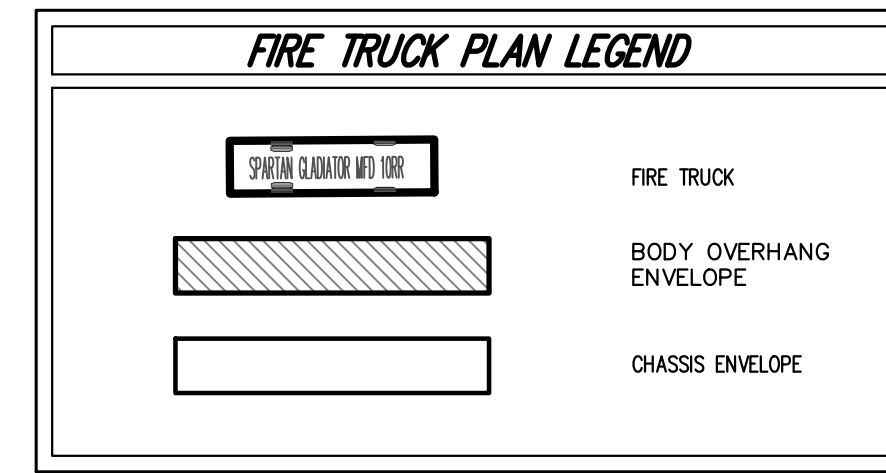 FIRE TRUCK PLAN LEGEND
SPARTAN GLADIATOR MFD 10RR
FIRE TRUCK
BODY OVERHANG
ENVELOPE
CHASSIS ENVELOPE